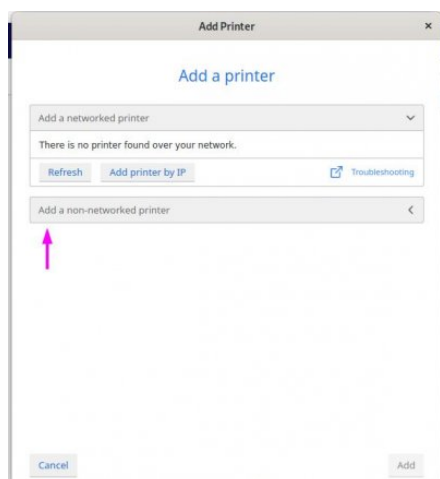 Add Printer
Add a printer
Add a networked printer
There is no printer found over your network.
Refresh Add printer by IP Troubleshooting
Add a non-networked printer
Cancel Add